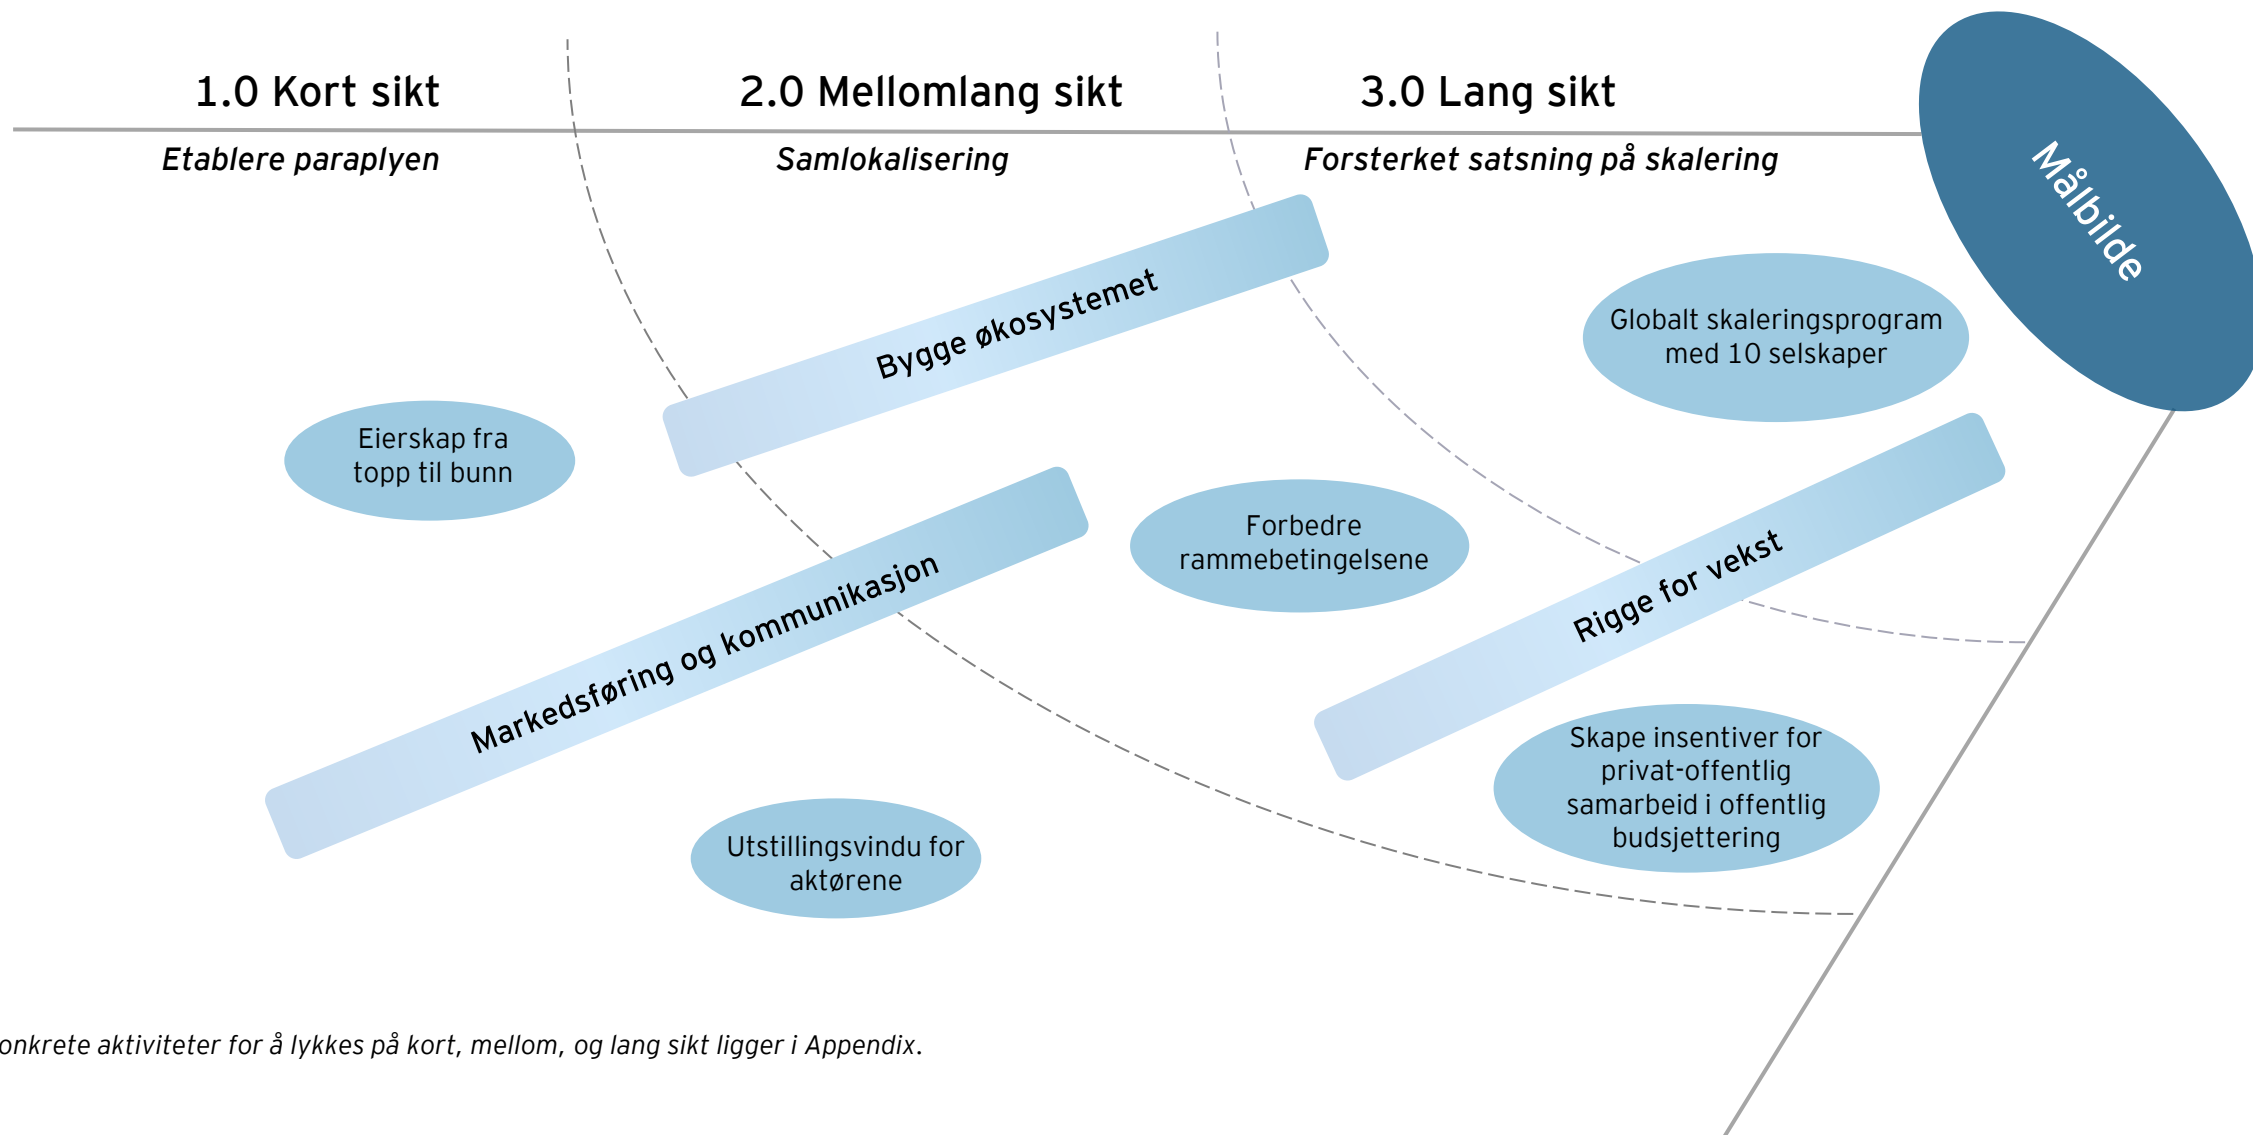 1.0 Kort sikt
2.0 Mellomlang sikt
3.0 Lang sikt
Etablere paraplyen
Samlokalisering
Forsterket satsning på skalering
Målbilde
Bygge økosystemet
Globalt skaleringsprogram
med 10 selskaper
Eierskap fra
topp til bunn
Forbedre
rammebetingelsene
Markedsføring og kommunikasjon
Rigge for vekst
Skape insentiver for
privat-offentlig
samarbeid i offentlig
budsjettering
Utstillingsvindu for
aktørene
onkrete aktiviteter for å lykkes på kort, mellom, og lang sikt ligger i Appendix.